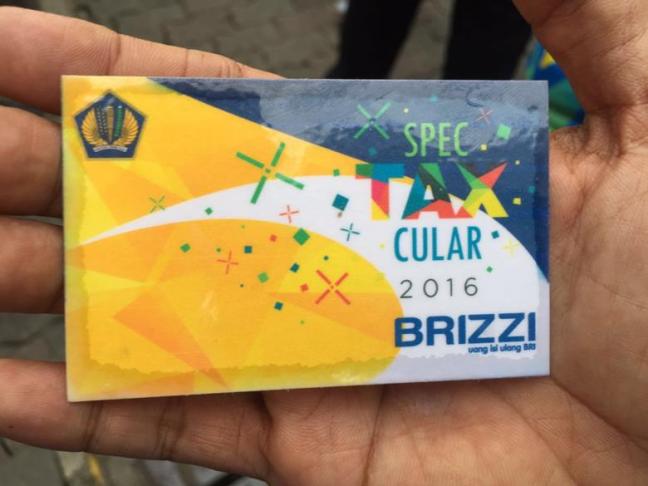 SPEC
TAX
CULAR
2016
BRIZZI
uang isi ulang BRI